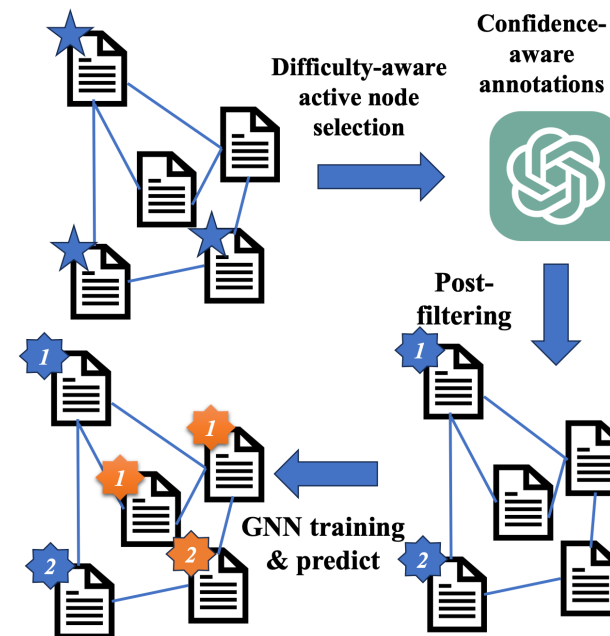 Difficulty-aware
active node
selection
Confidence-
aware
annotations
Post-
filtering
1
2
GNN training
& predict
1
1
1
2
2